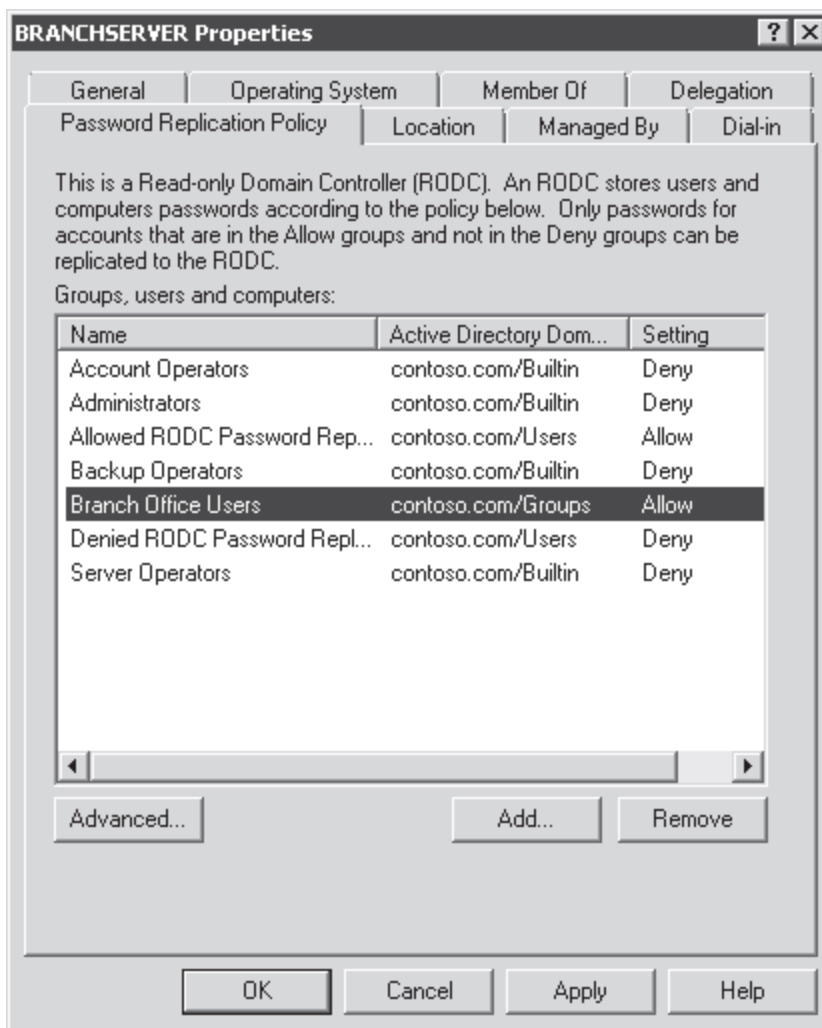 BRANCHSERVER Properties
? X
General Operating System Member Of Delegation
Password Replication Policy Location Managed By Dial-in
This is a Read-only Domain Controller (RODC). An RODC stores users and
computers passwords according to the policy below. Only passwords for
accounts that are in the Allow groups and not in the Deny groups can be
replicated to the RODC.
Groups, users and computers:
Name Active Directory Dom... Setting
Account Operators contoso.com/Builtin Deny
Administrators contoso.com/Builtin Deny
Allowed RODC Password Rep... contoso.com/Users Allow
Backup Operators contoso.com/Builtin Deny
Branch Office Users contoso.com/Groups Allow
Denied RODC Password Repl... contoso.com/Users Deny
Server Operators contoso.com/Builtin Deny
Advanced... Add... Remove
OK Cancel Apply Help